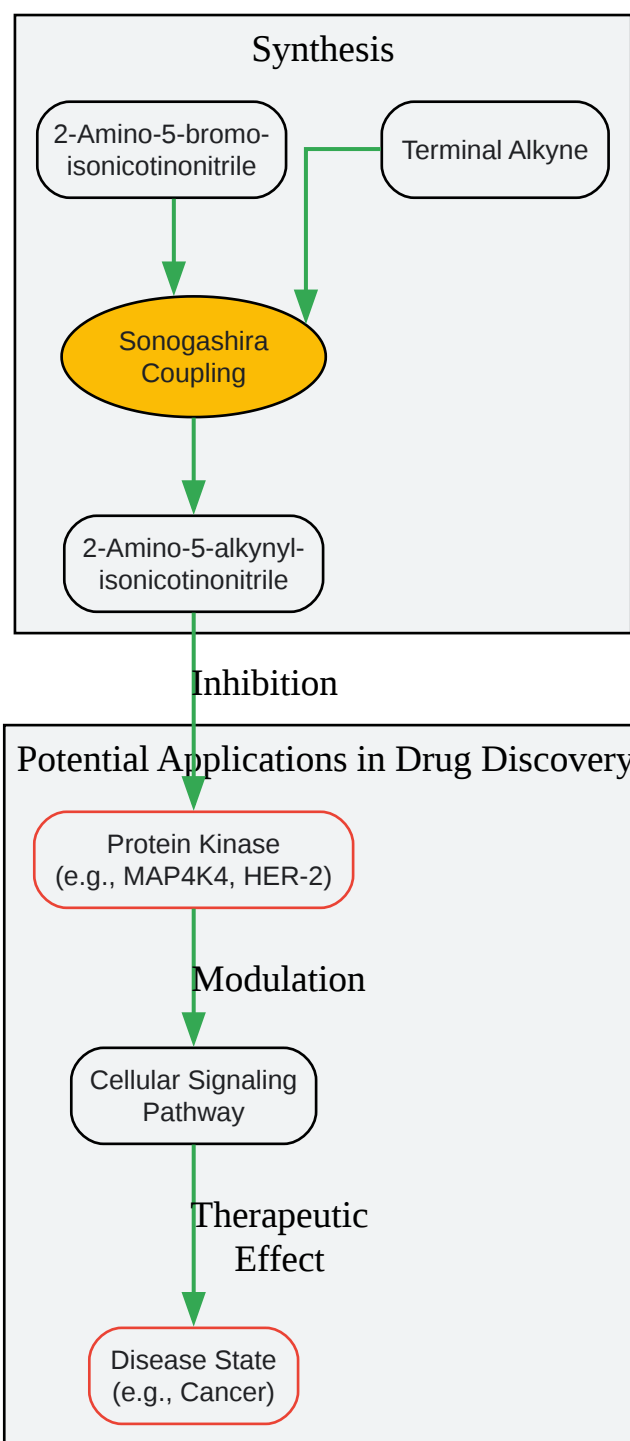 Synthesis
2-Amino-5-bromo-
isonicotinonitrile
Terminal Alkyne
Sonogashira
Coupling
2-Amino-5-alkynyl-
isonicotinonitrile
Inhibition
Potential Applications in Drug Discovery
Protein Kinase
(e.g., MAP4K4, HER-2)
Modulation
Cellular Signaling
Pathway
Therapeutic
Effect
Disease State
(e.g., Cancer)